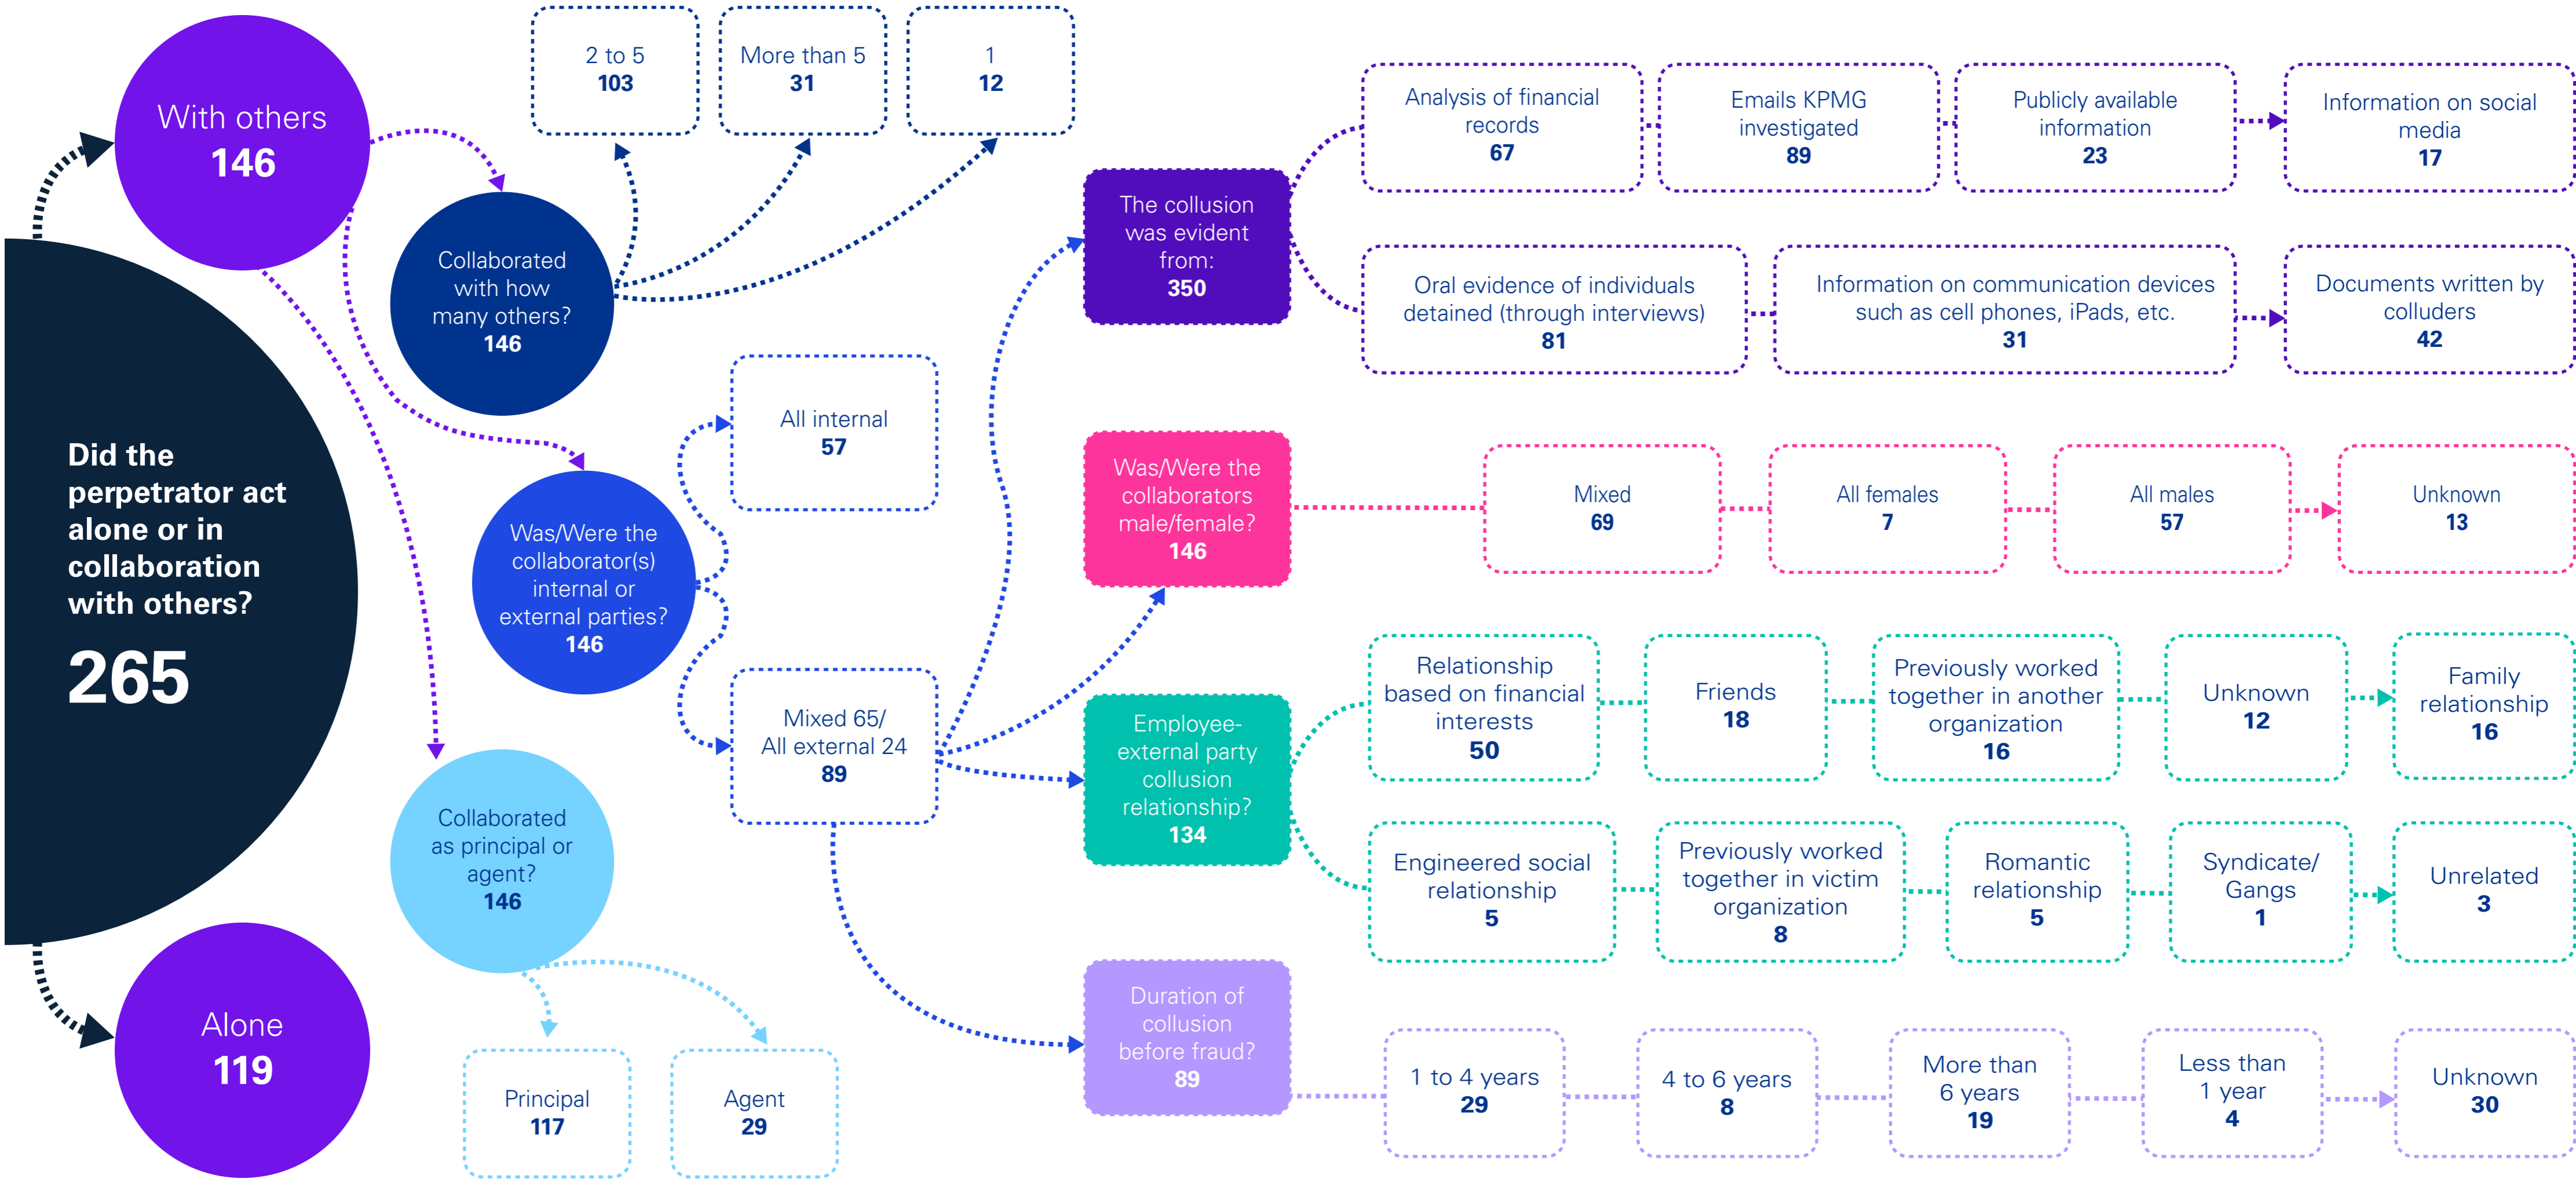 Did the
perpetrator act
alone or in
collaboration
with others?
265
With others
146
Alone
119
Collaborated
with how
many others?
146
2 to 5
103
More than 5
31
1
12
Was/Were the
collaborator(s)
internal or
external parties?
146
All internal
57
Mixed 65/
All external 24
89
Collaborated
as principal or
agent?
146
Principal
117
Agent
29
The collusion
was evident
from:
350
Analysis of financial
records
67
Emails KPMG
investigated
89
Publicly available
information
23
Information on social
media
17
Oral evidence of individuals
detained (through interviews)
81
Information on communication devices
such as cell phones, iPads, etc.
31
Documents written by
colluders
42
Was/Were the
collaborators
male/female?
146
Mixed
69
All females
7
All males
57
Unknown
13
Employee-
external party
collusion
relationship?
134
Relationship
based on financial
interests
50
Friends
18
Previously worked
together in another
organization
16
Unknown
12
Family
relationship
16
Engineered social
relationship
5
Previously worked
together in victim
organization
8
Romantic
relationship
5
Syndicate/
Gangs
1
Unrelated
3
Duration of
collusion
before fraud?
89
1 to 4 years
29
4 to 6 years
8
More than
6 years
19
Less than
1 year
4
Unknown
30